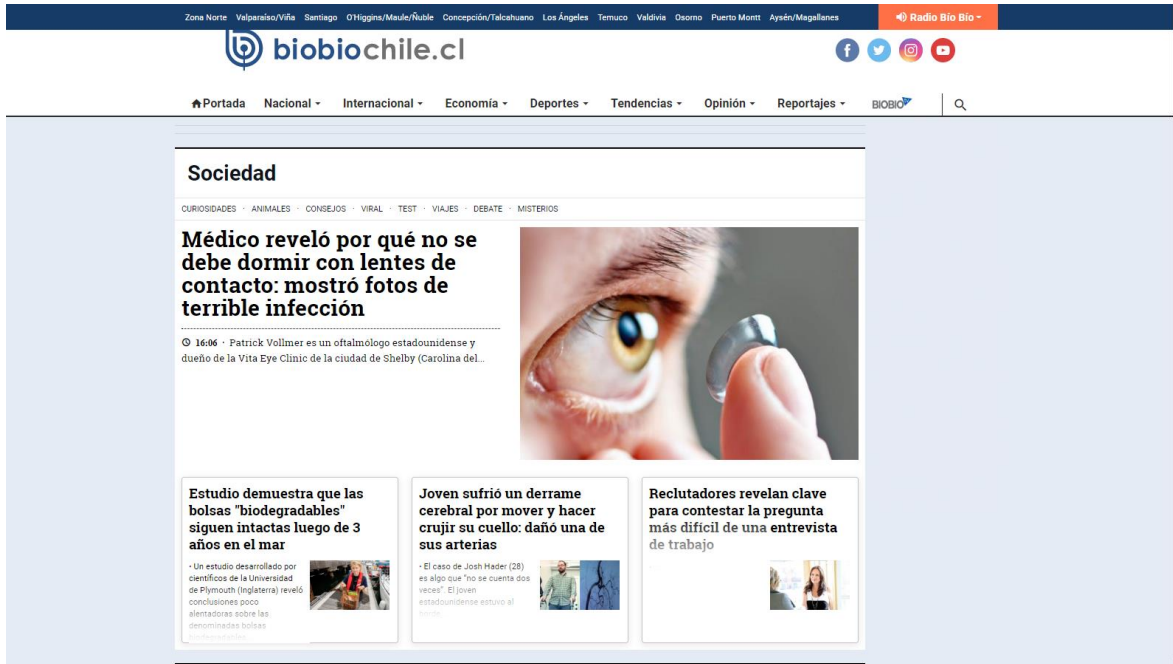 Zona Norte Valparaíso/Viña Santiago O'Higgins/Maule/Ñuble Concepción/Talcahuano Los Ángeles Temuco Valdivia Osorno Puerto Montt Aysén/Magallanes
Radio Bío Bío
biobiochile.cl
Portada Nacional Internacional Economía Deportes Tendencias Opinión Reportajes BIOBIO
Sociedad
CURIOSIDADES · ANIMALES · CONSEJOS · VIRAL · TEST · VIAJES · DEBATE · MISTERIOS
Médico reveló por qué no se
debe dormir con lentes de
contacto: mostró fotos de
terrible infección
16:06 · Patrick Vollmer es un oftalmólogo estadounidense y
dueño de la Vita Eye Clinic de la ciudad de Shelby (Carolina del...
Estudio demuestra que las
bolsas "biodegradables"
siguen intactas luego de 3
años en el mar
· Un estudio desarrollado por
científicos de la Universidad
de Plymouth (Inglaterra) reveló
conclusiones poco
alentadoras sobre las
denominadas bolsas
Joven sufrió un derrame
cerebral por mover y hacer
crujir su cuello: dañó una de
sus arterias
· El caso de Josh Hader (28)
es algo que "no se cuenta dos
veces". El joven
estadounidense estuvo al
Reclutadores revelan clave
para contestar la pregunta
más difícil de una entrevista
de trabajo